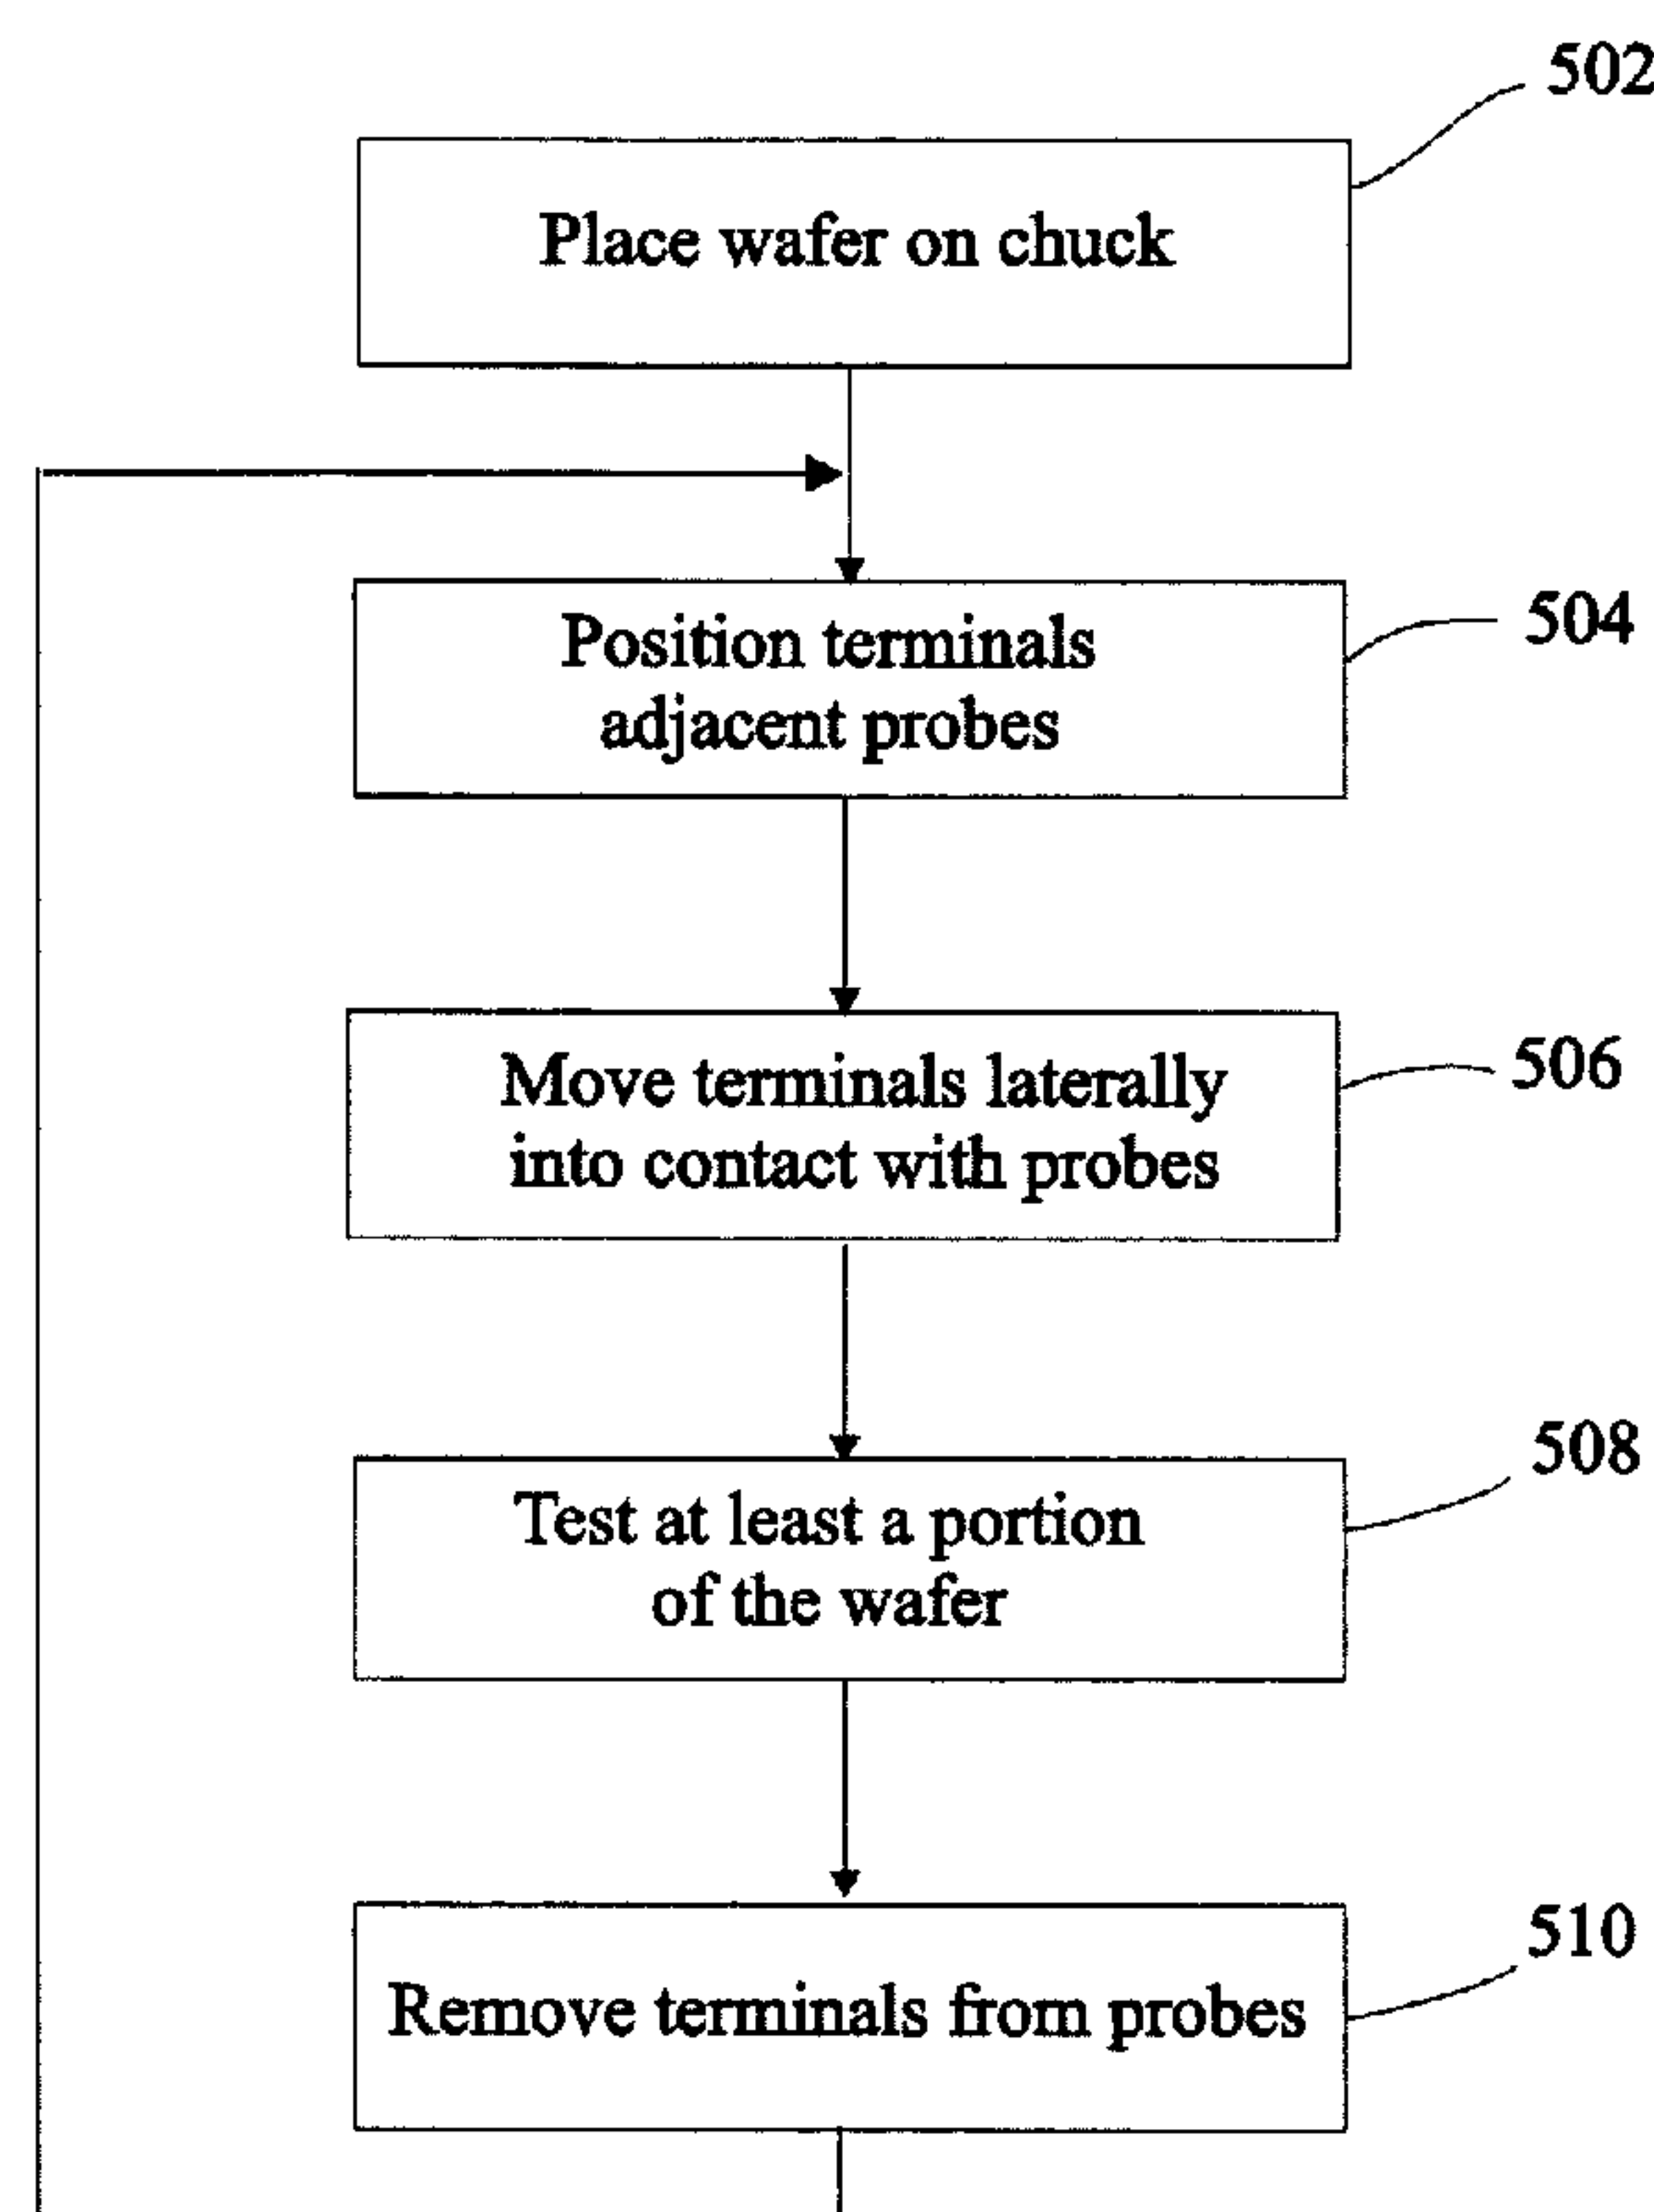 502
Place wafer on chuck
504
Position terminals
adjacent probes
506
Move terminals laterally
into contact with probes
508
Test at least a portion
of the wafer
510
Remove terminals from probes